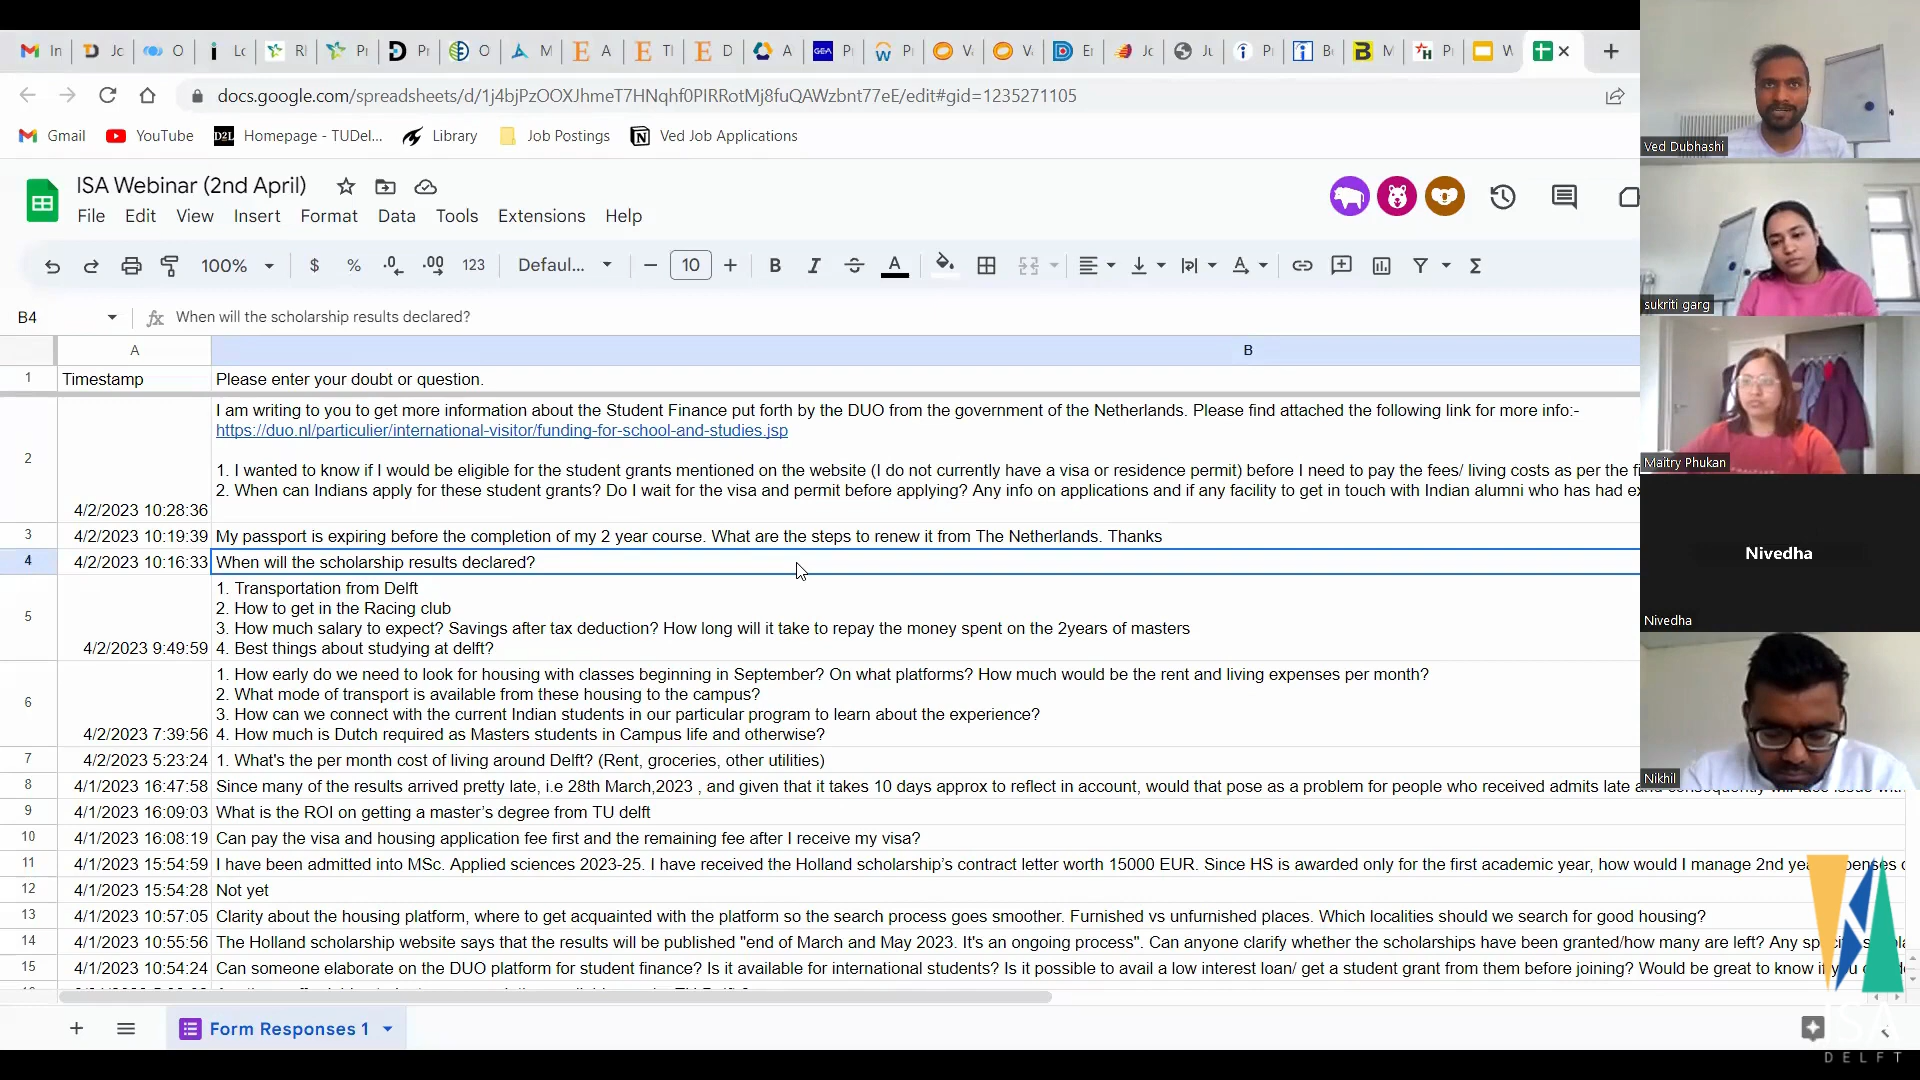 docs.google.com/spreadsheets/d/1j4bjPzOOXJhmeT7HNqhf0PIRRotMj8fuQAWzbnt77eE/edit#gid=1235271105
Gmail YouTube Homepage - TUDel... Library Job Postings Ved Job Applications
ISA Webinar (2nd April)
File Edit View Insert Format Data Tools Extensions Help
100% $ % .0 .00 123 Defaul... 10 B I A
B4 fx When will the scholarship results declared?
A B
1 Timestamp Please enter your doubt or question.
I am writing to you to get more information about the Student Finance put forth by the DUO from the government of the Netherlands. Please find attached the following link for more info:-
https://duo.nl/particulier/international-visitor/funding-for-school-and-studies.jsp
1. I wanted to know if I would be eligible for the student grants mentioned on the website (I do not currently have a visa or residence permit) before I need to pay the fees/ living costs as per the
2. When can Indians apply for these student grants? Do I wait for the visa and permit before applying? Any info on applications and if any facility to get in touch with Indian alumni who has had
2 4/2/2023 10:28:36
3 4/2/2023 10:19:39 My passport is expiring before the completion of my 2 year course. What are the steps to renew it from The Netherlands. Thanks
4 4/2/2023 10:16:33 When will the scholarship results declared?
1. Transportation from Delft
2. How to get in the Racing club
3. How much salary to expect? Savings after tax deduction? How long will it take to repay the money spent on the 2years of masters
5 4/2/2023 9:49:59 4. Best things about studying at delft?
1. How early do we need to look for housing with classes beginning in September? On what platforms? How much would be the rent and living expenses per month?
2. What mode of transport is available from these housing to the campus?
3. How can we connect with the current Indian students in our particular program to learn about the experience?
6 4/2/2023 7:39:56 4. How much is Dutch required as Masters students in Campus life and otherwise?
7 4/2/2023 5:23:24 1. What's the per month cost of living around Delft? (Rent, groceries, other utilities)
8 4/1/2023 16:47:58 Since many of the results arrived pretty late, i.e 28th March,2023 , and given that it takes 10 days approx to reflect in account, would that pose as a problem for people who received admits late
9 4/1/2023 16:09:03 What is the ROI on getting a master's degree from TU delft
10 4/1/2023 16:08:19 Can pay the visa and housing application fee first and the remaining fee after I receive my visa?
11 4/1/2023 15:54:59 I have been admitted into MSc. Applied sciences 2023-25. I have received the Holland scholarship's contract letter worth 15000 EUR. Since HS is awarded only for the first academic year, how would I manage 2nd
12 4/1/2023 15:54:28 Not yet
13 4/1/2023 10:57:05 Clarity about the housing platform, where to get acquainted with the platform so the search process goes smoother. Furnished vs unfurnished places. Which localities should we search for good housing?
14 4/1/2023 10:55:56 The Holland scholarship website says that the results will be published "end of March and May 2023. It's an ongoing process". Can anyone clarify whether the scholarships have been granted/how many are left? Any
15 4/1/2023 10:54:24 Can someone elaborate on the DUO platform for student finance? Is it available for international students? Is it possible to avail a low interest loan/ get a student grant from them before joining? Would be great to know if
Form Responses 1
Ved Dubhashi
sukriti garg
Maitry Phukan
Nivedha
Nivedha
Nikhil
ISA
DELFT